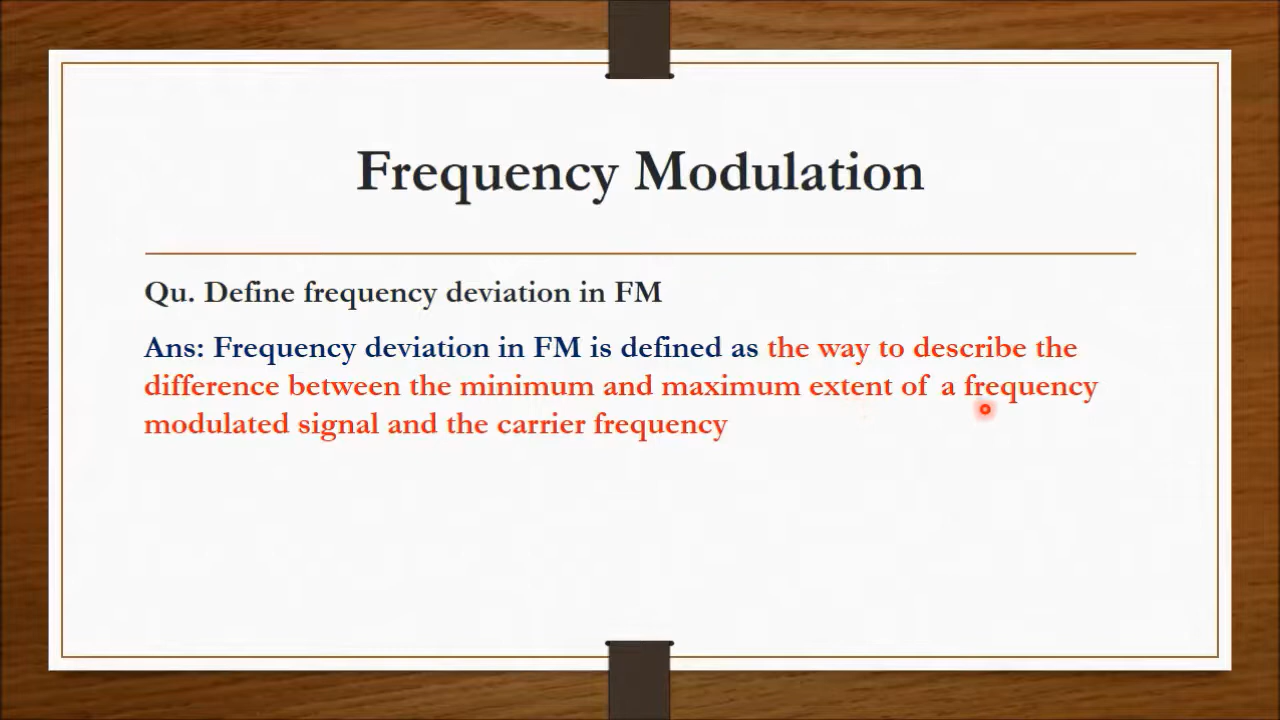 Frequency Modulation
Qu. Define frequency deviation in FM
Ans: Frequency deviation in FM is defined as the way to describe the
difference between the minimum and maximum extent of a frequency
modulated signal and the carrier frequency